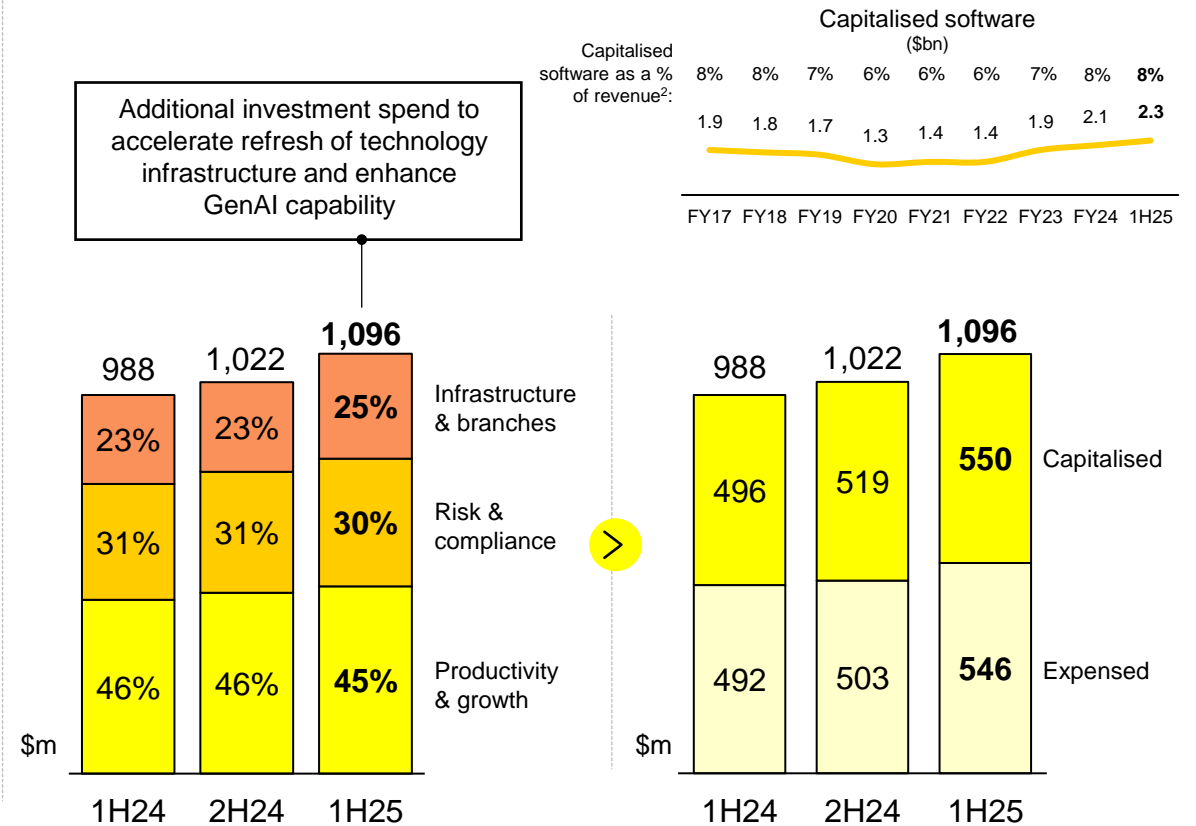 Capitalised software
($bn)
Capitalised
software as a %
of revenue²:
8% 8% 7% 6% 6% 6% 7% 8% 8%
1.9 1.8 1.7 1.3 1.4 1.4 1.9 2.1 2.3
FY17 FY18 FY19 FY20 FY21 FY22 FY23 FY24 1H25
Additional investment spend to
accelerate refresh of technology
infrastructure and enhance
GenAI capability
988 1,022 1,096
23% 23% 25%
Infrastructure
& branches
31% 31% 30%
Risk &
compliance
46% 46% 45%
Productivity
& growth
$m
1H24 2H24 1H25
>
988 1,022 1,096
496 519 550 Capitalised
492 503 546 Expensed
$m
1H24 2H24 1H25